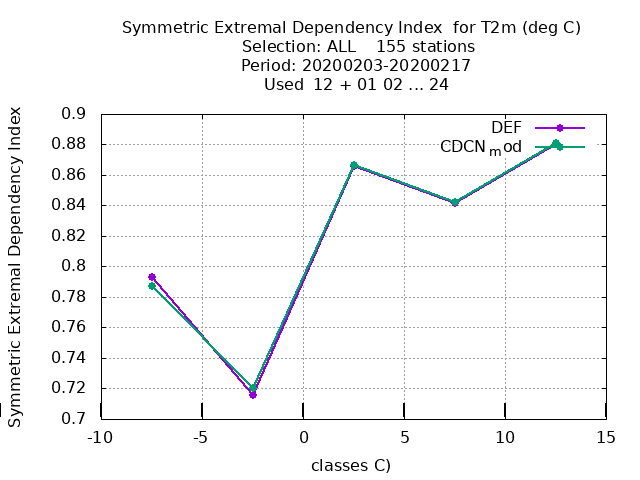 Symmetric Extremal Dependency Index  for T2m (deg C)
Selection: ALL    155 stations
Period: 20200203-20200217
Used  12 + 01 02 ... 24
Symmetric Extremal Dependency Index
0.9
0.88
0.86
0.84
0.82
0.8
0.78
0.76
0.74
0.72
0.7
DEF
CDCNmod
-10 -5 0 5 10 15
classes C)